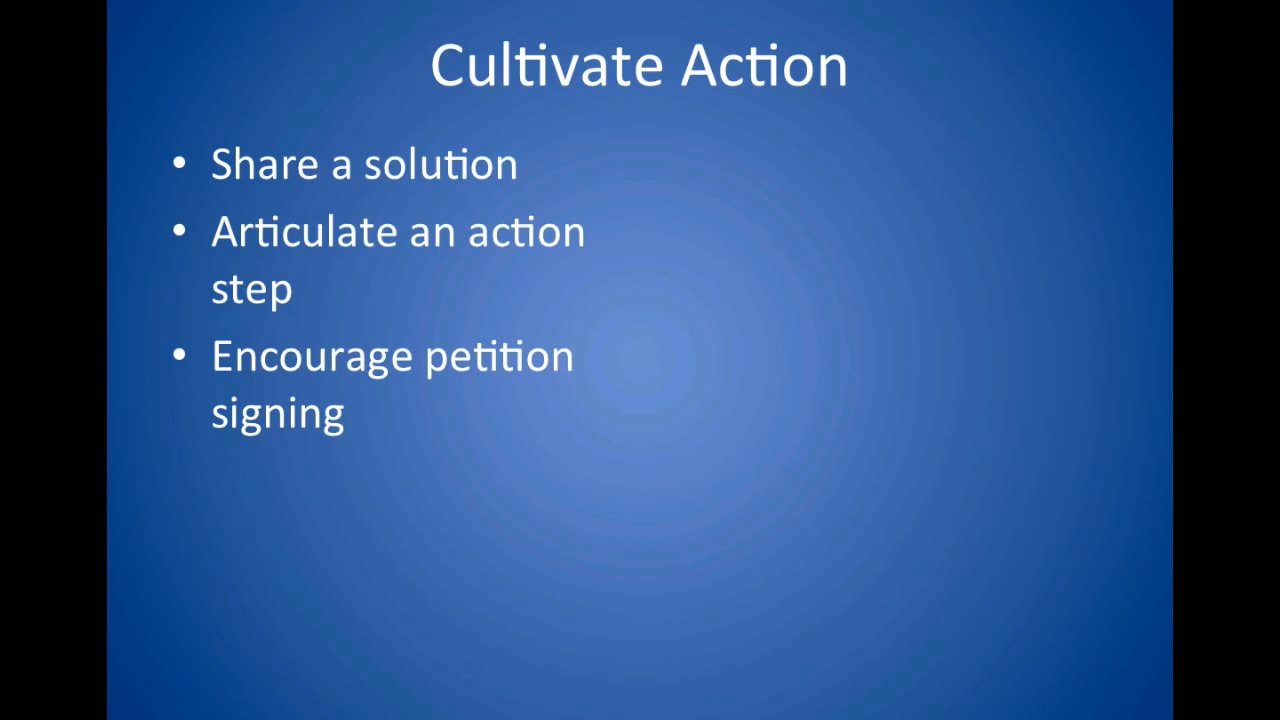 Cultivate Action
• Share a solution
• Articulate an action
step
• Encourage petition
signing